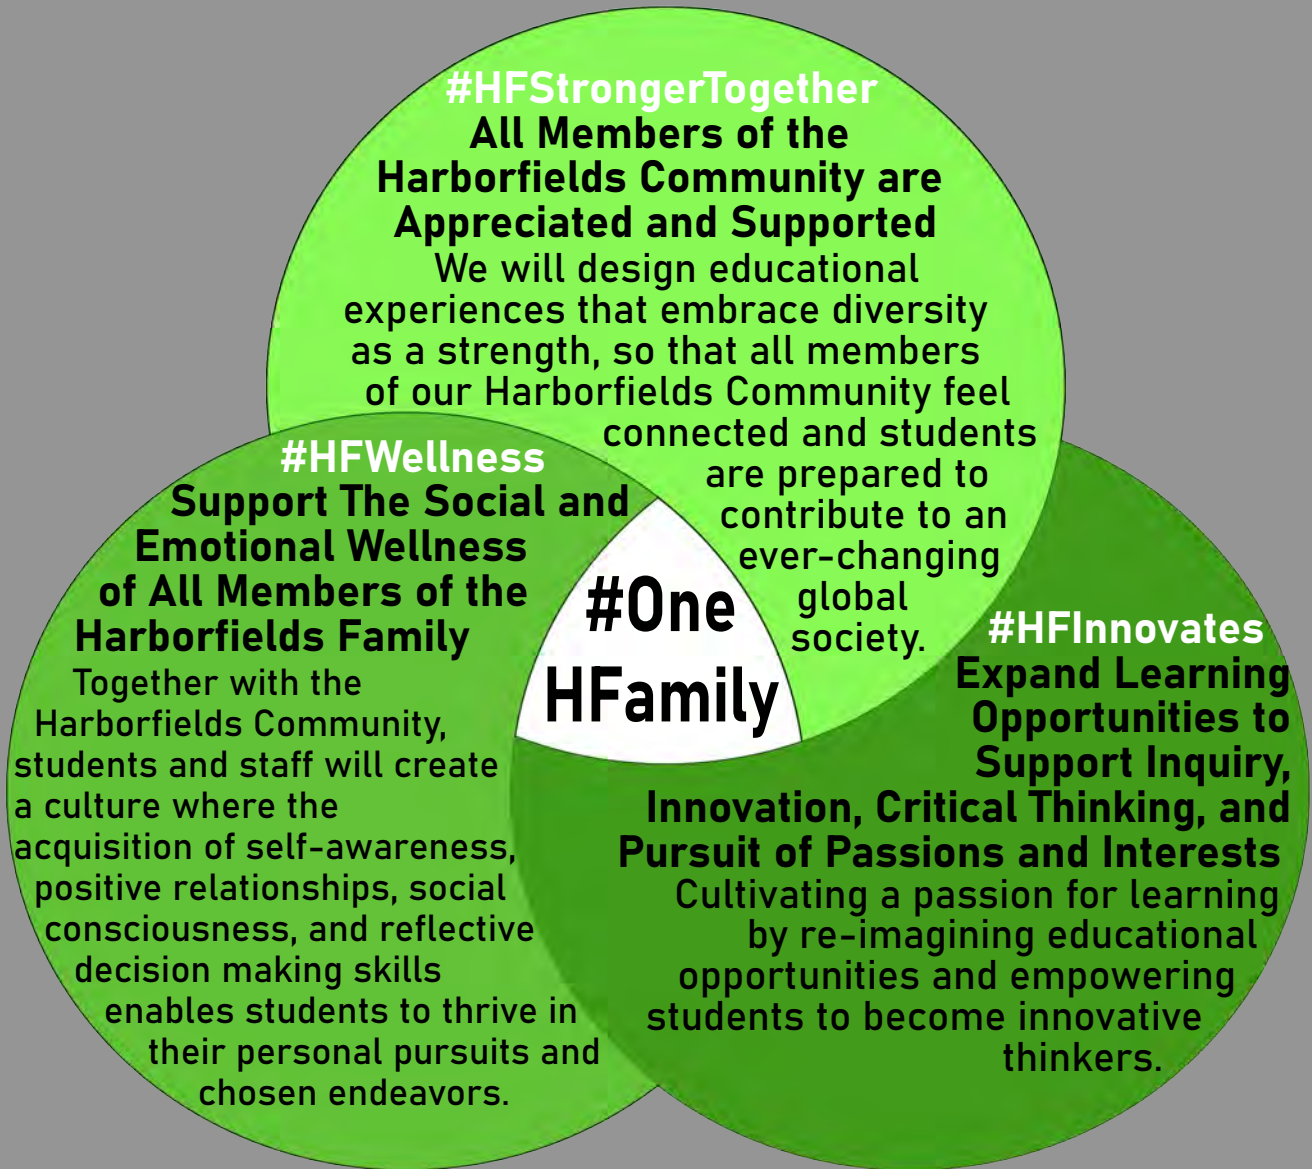 #HFStrongerTogether
All Members of the
Harborfields Community are
Appreciated and Supported
We will design educational
experiences that embrace diversity
as a strength, so that all members
of our Harborfields Community feel
connected and students
are prepared to
contribute to an
ever-changing
global
society.
#HFWellness
Support The Social and
Emotional Wellness
of All Members of the
Harborfields Family
Together with the
Harborfields Community,
students and staff will create
a culture where the
acquisition of self-awareness,
positive relationships, social
consciousness, and reflective
decision making skills
enables students to thrive in
their personal pursuits and
chosen endeavors.
#One
HFamily
#HFInnovates
Expand Learning
Opportunities to
Support Inquiry,
Innovation, Critical Thinking, and
Pursuit of Passions and Interests
Cultivating a passion for learning
by re-imagining educational
opportunities and empowering
students to become innovative
thinkers.